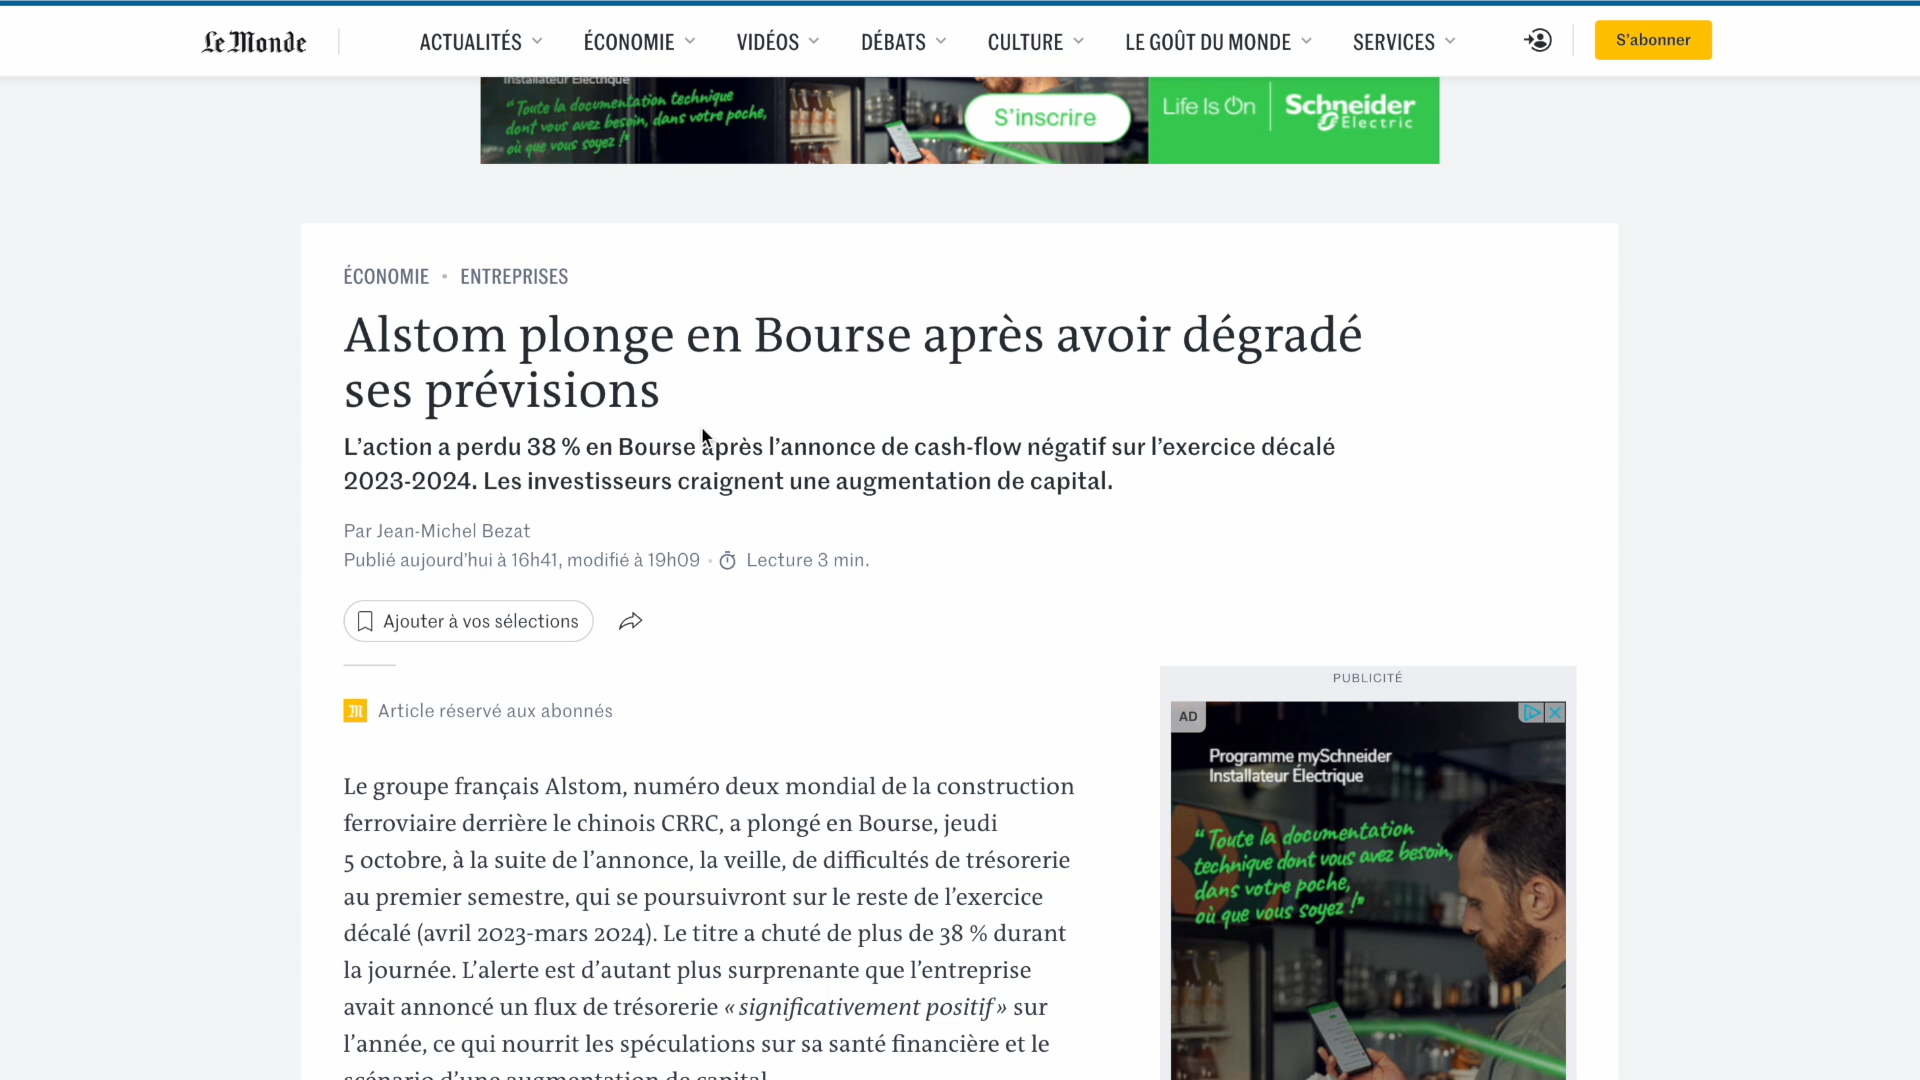 Le Monde
ACTUALITÉS
ÉCONOMIE
VIDÉOS
DÉBATS
CULTURE
LE GOÛT DU MONDE
SERVICES
S'abonner
Installateur Électrique
“Toute la documentation technique
dont vous avez besoin, dans votre poche,
où que vous soyez !”
S'inscrire
Life Is On
Schneider
Electric
ÉCONOMIE • ENTREPRISES
Alstom plonge en Bourse après avoir dégradé
ses prévisions
L’action a perdu 38 % en Bourse après l’annonce de cash-flow négatif sur l’exercice décalé
2023-2024. Les investisseurs craignent une augmentation de capital.
Par Jean-Michel Bezat
Publié aujourd’hui à 16h41, modifié à 19h09 • Lecture 3 min.
Ajouter à vos sélections
Article réservé aux abonnés
Le groupe français Alstom, numéro deux mondial de la construction
ferroviaire derrière le chinois CRRC, a plongé en Bourse, jeudi
5 octobre, à la suite de l’annonce, la veille, de difficultés de trésorerie
au premier semestre, qui se poursuivront sur le reste de l’exercice
décalé (avril 2023-mars 2024). Le titre a chuté de plus de 38 % durant
la journée. L’alerte est d’autant plus surprenante que l’entreprise
avait annoncé un flux de trésorerie « significativement positif » sur
l’année, ce qui nourrit les spéculations sur sa santé financière et le
scénario d’une augmentation de capital.
PUBLICITÉ
AD
Programme mySchneider
Installateur Électrique
“Toute la documentation
technique dont vous avez besoin,
dans votre poche,
où que vous soyez !”